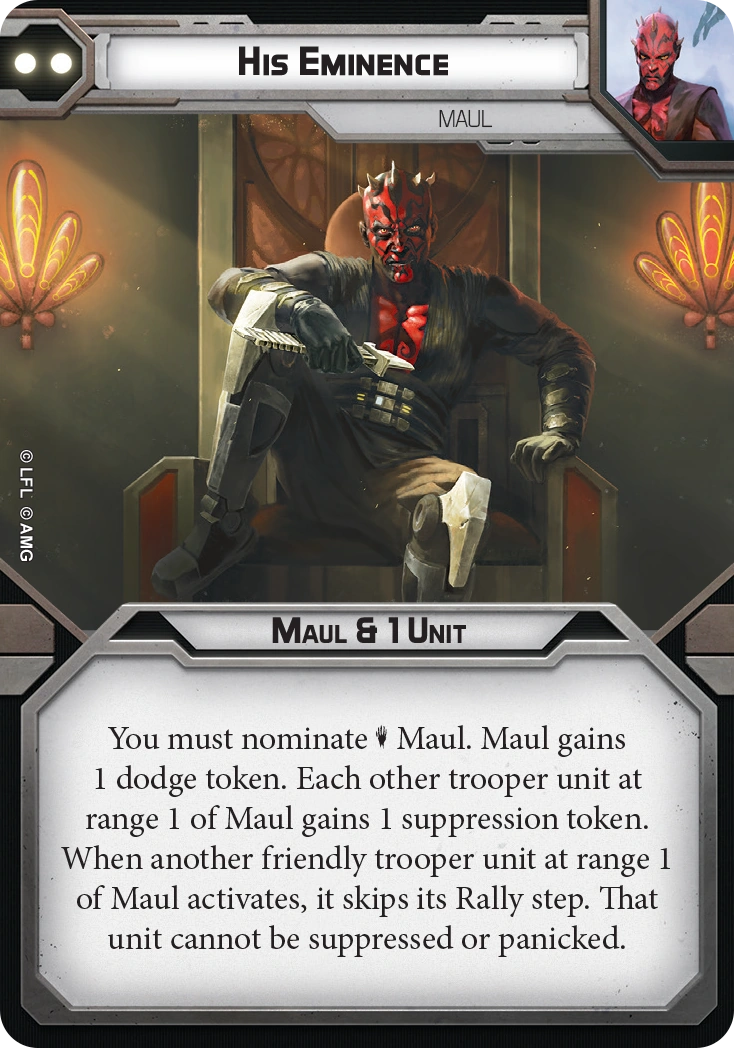 His Eminence
MAUL
© LFL © AMG
Maul & 1 Unit
You must nominate Maul. Maul gains
1 dodge token. Each other trooper unit at
range 1 of Maul gains 1 suppression token.
When another friendly trooper unit at range 1
of Maul activates, it skips its Rally step. That
unit cannot be suppressed or panicked.